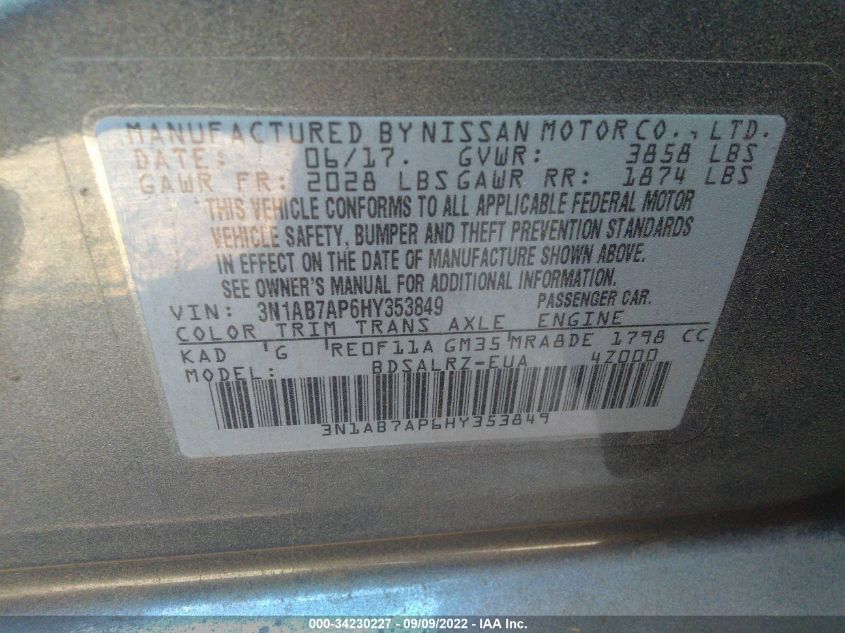 MANUFACTURED BY NISSAN MOTOR CO., LTD.
DATE: 06/17. GVWR: 3858 LBS
GAWR FR: 2028 LBS GAWR RR: 1874 LBS
*THIS VEHICLE CONFORMS TO ALL APPLICABLE FEDERAL MOTOR
VEHICLE SAFETY, BUMPER AND THEFT PREVENTION STANDARDS
IN EFFECT ON THE DATE OF MANUFACTURE SHOWN ABOVE.
SEE OWNER'S MANUAL FOR ADDITIONAL INFORMATION.
VIN: 3N1AB7AP6HY353849 PASSENGER CAR.
COLOR TRIM TRANS AXLE ENGINE
KAD 'G 'RE0F11A GM35'MRA8DE 1798 CC
MODEL: BDSALRZ-EUA 4Z000
3N1AB7AP6HY353849
000-34230227 - 09/09/2022 - IAA Inc.